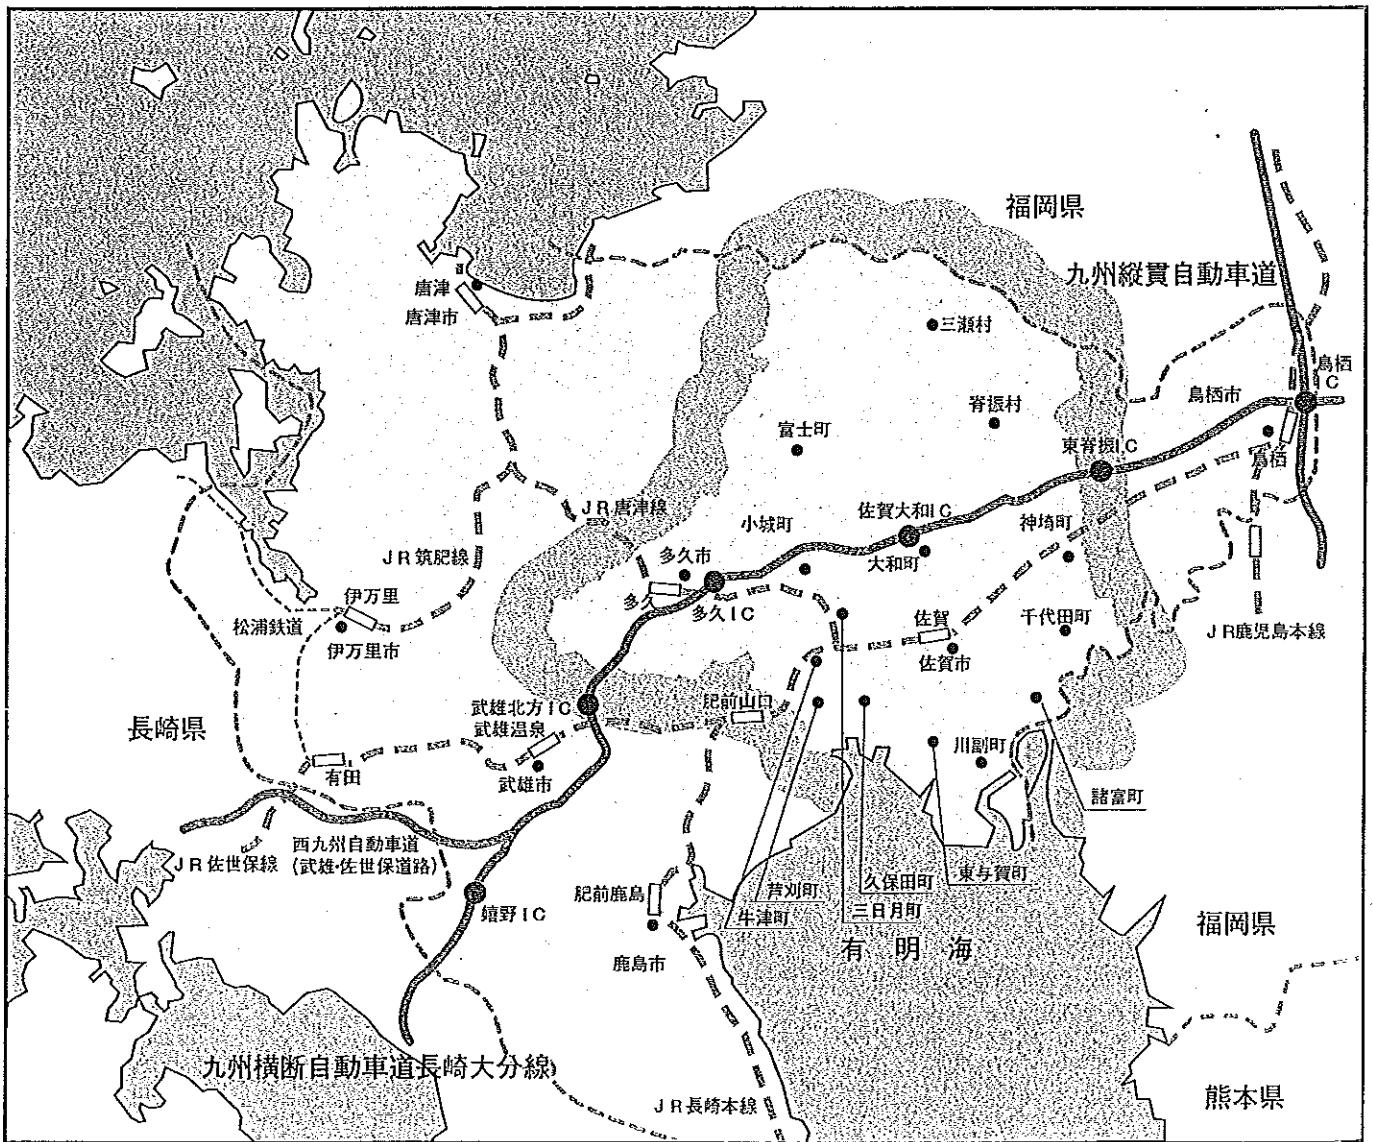 福岡県
九州縦貫自動車道
唐津
唐津市
三瀬村
鳥栖
IC
鳥栖市
脊振村
富士町
東脊振IC
鳥栖
JR唐津線
小城町
佐賀大和IC
神埼町
JR筑肥線
多久市
大和町
多久
多久IC
伊万里
松浦鉄道
伊万里市
佐賀
千代田町
JR鹿児島本線
佐賀市
長崎県
武雄北方IC
武雄温泉
肥前山口
川副町
有田
武雄市
諸富町
西九州自動車道
(武雄・佐世保道路)
JR佐世保線
嬉野IC
肥前鹿島
芦刈町
久保田町
東与賀町
牛津町
三日月町
鹿島市
有明海
福岡県
九州横断自動車道長崎大分線
JR長崎本線
熊本県